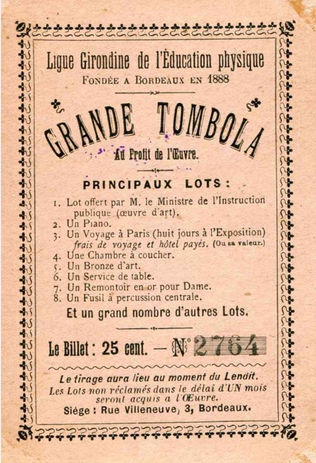 Ligue Girondine de l'Éducation physique
FONDÉE A BORDEAUX EN 1888
GRANDE TOMBOLA
Au Profit de l'Œuvre.
PRINCIPAUX LOTS :
1. Lot offert par M. le Ministre de l'Instruction
publique (œuvre d'art).
2. Un Piano.
3. Un Voyage à Paris (huit jours à l'Exposition)
frais de voyage et hôtel payés. (Ou sa valeur.)
4. Une Chambre à coucher.
5. Un Bronze d'art.
6. Un Service de table.
7. Un Remontoir en or pour Dame.
8. Un Fusil à percussion centrale.
Et un grand nombre d'autres Lots.
Le Billet : 25 cent. — N° 2764
Le tirage aura lieu au moment du Lendit.
Les Lots non réclamés dans le délai d'UN mois
seront acquis a l'Œuvre.
Siège : Rue Villeneuve, 3, Bordeaux.